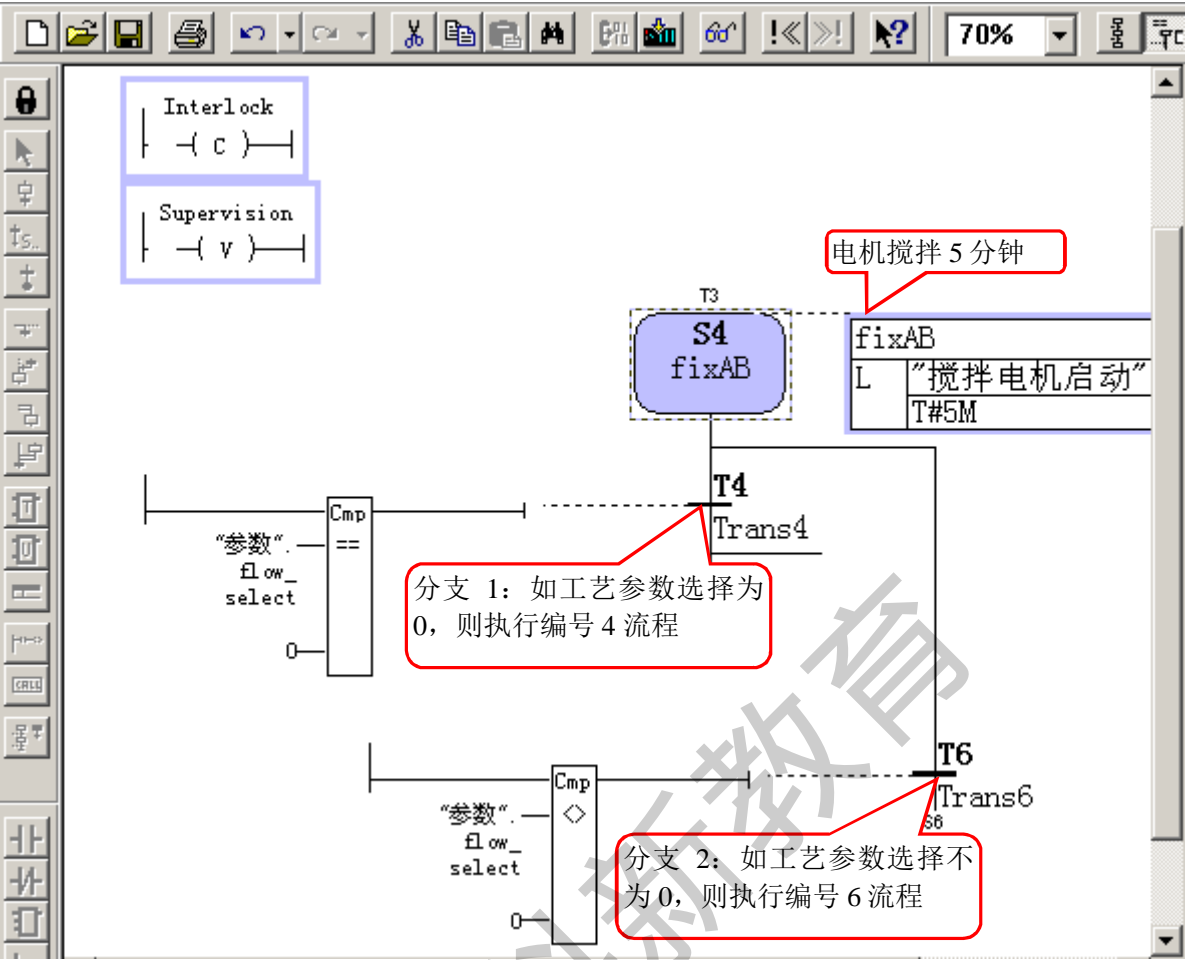 70%
Interlock
( C )
Supervision
( V )
电机搅拌 5 分钟
T3
S4
fixAB
fixAB
L
"搅拌电机启动"
T#5M
T4
Trans4
Cmp
==
"参数".
flow_
select
0
分支 1：如工艺参数选择为
0，则执行编号 4 流程
T6
Trans6
S6
Cmp
<>
"参数".
flow_
select
0
分支 2：如工艺参数选择不
为 0，则执行编号 6 流程
CALL
新教育